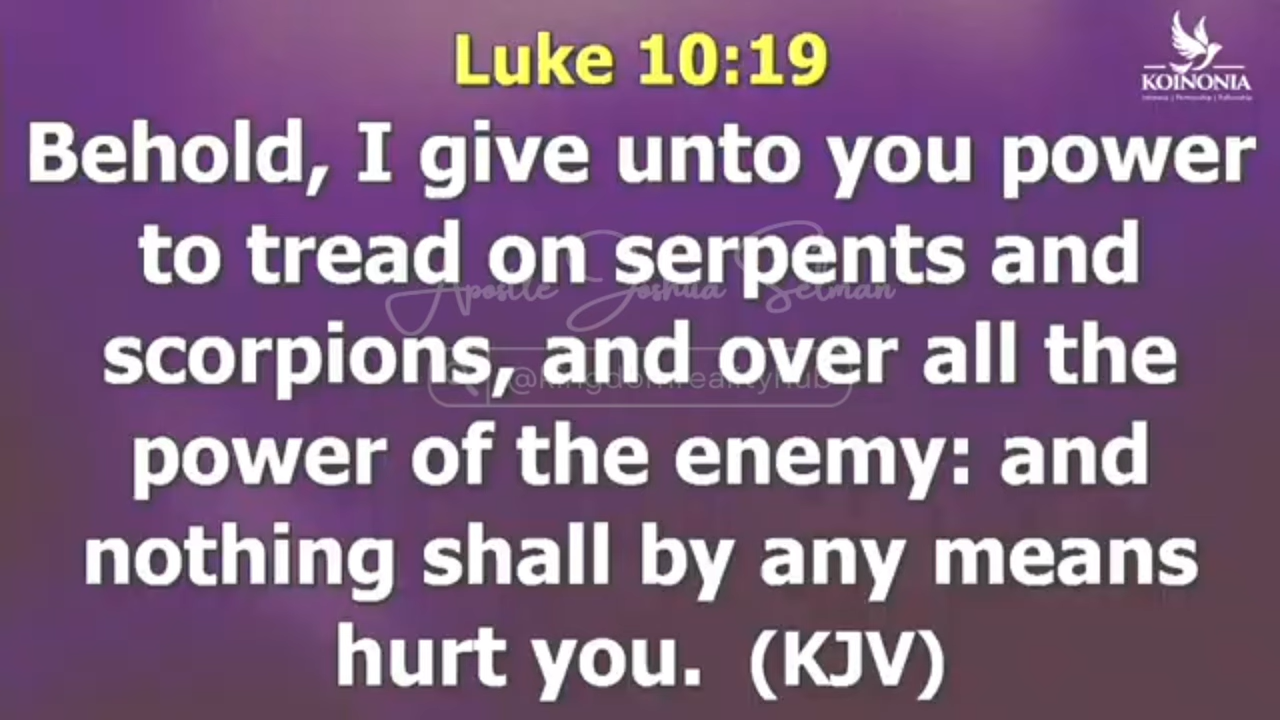 Luke 10:19
KOINONIA
Behold, I give unto you power
to tread on serpents and
Apostle Joshua Selman
scorpions, and over all the
@kingdomrealityhub
power of the enemy: and
nothing shall by any means
hurt you. (KJV)